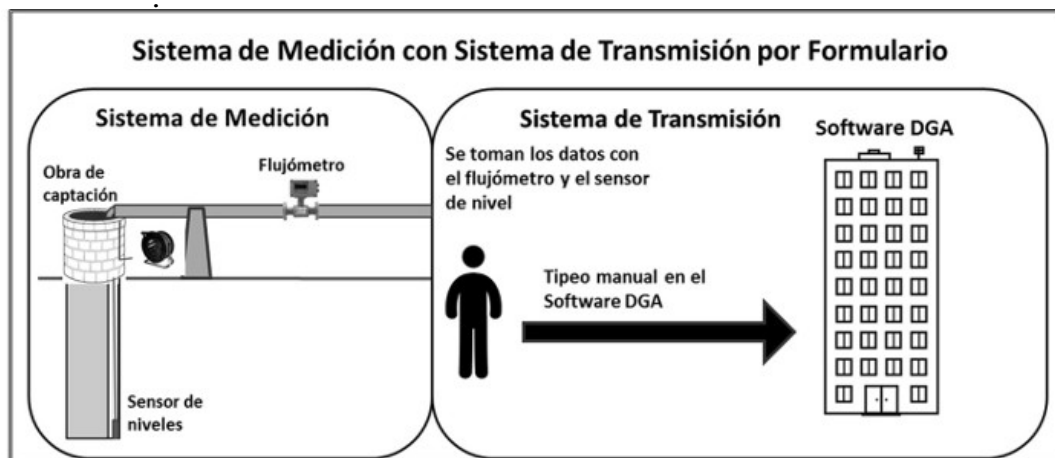 Sistema de Medición con Sistema de Transmisión por Formulario
Sistema de Medición
Obra de
captación
Flujómetro
Sensor de
niveles
Sistema de Transmisión
Se toman los datos con
el flujómetro y el sensor
de nivel
Tipeo manual en el
Software DGA
Software DGA